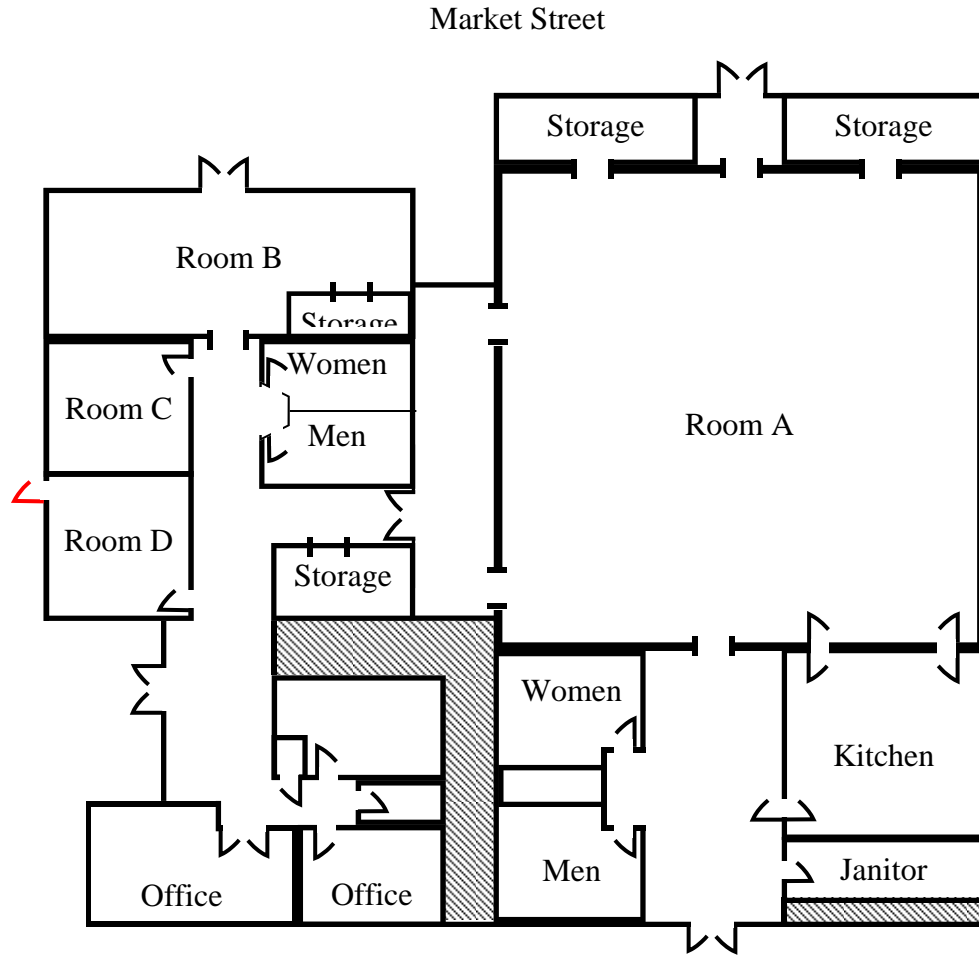 Market Street
Storage
Storage
Room B
Storage
Women
Room C
Men
Room A
Room D
Storage
Women
Kitchen
Men
Janitor
Office
Office